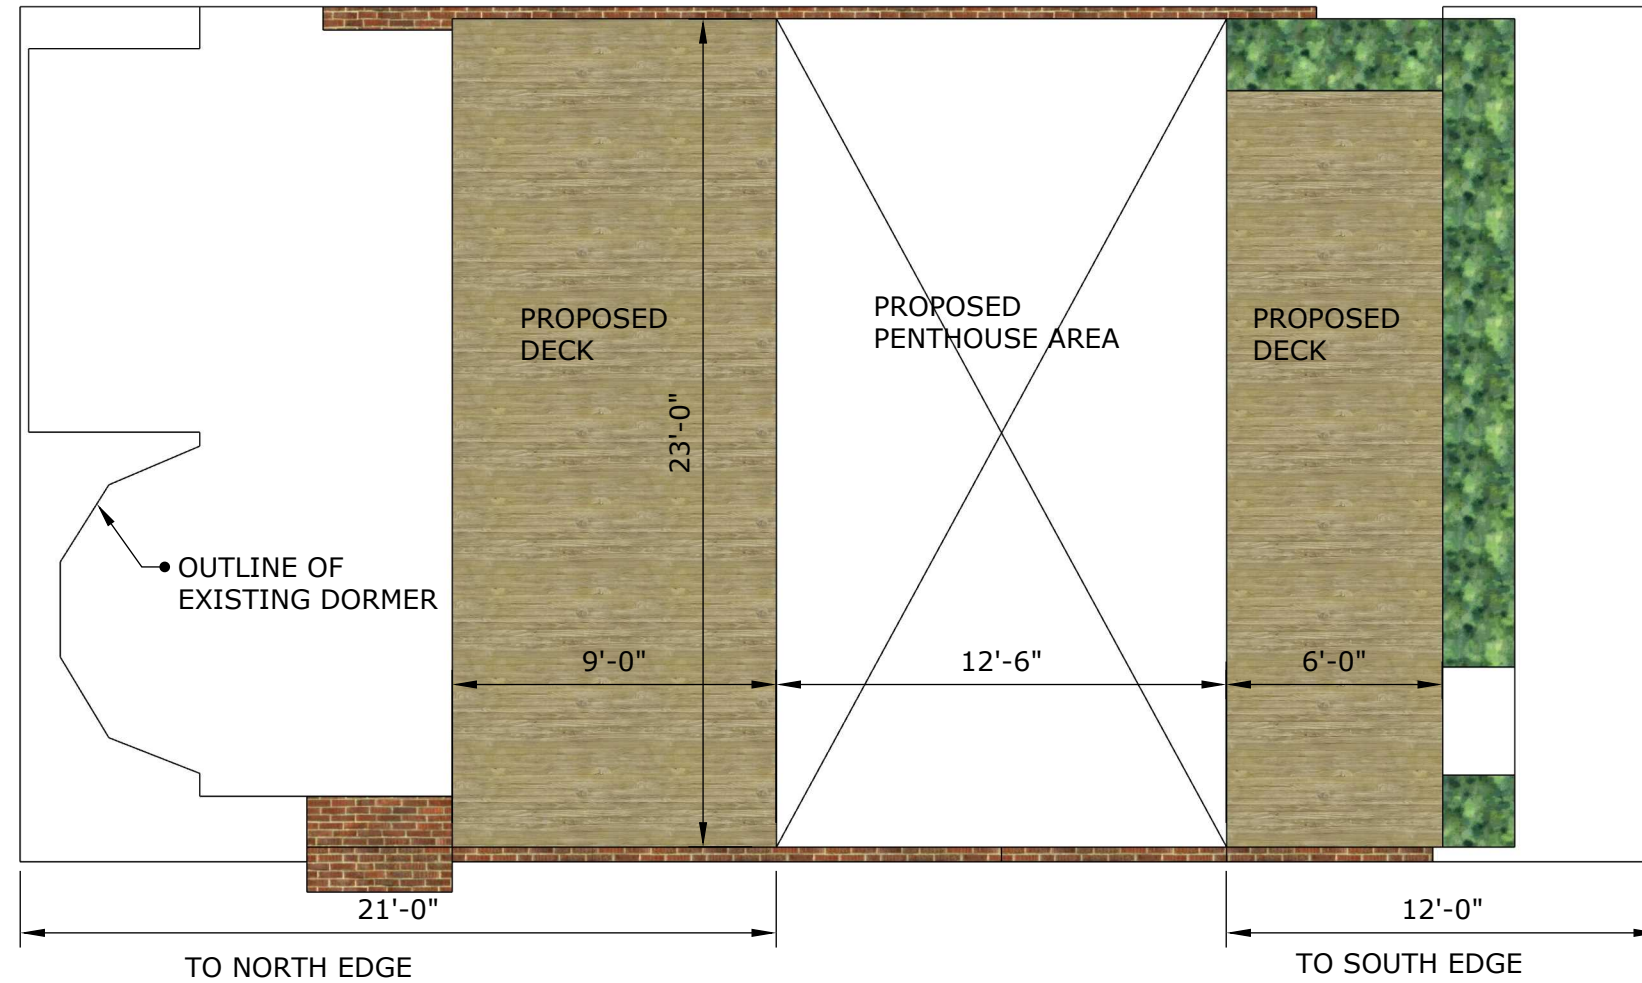 PROPOSED
DECK
PROPOSED
PENTHOUSE AREA
PROPOSED
DECK
23'-0"
OUTLINE OF
EXISTING DORMER
9'-0"
12'-6"
6'-0"
21'-0"
12'-0"
TO NORTH EDGE
TO SOUTH EDGE